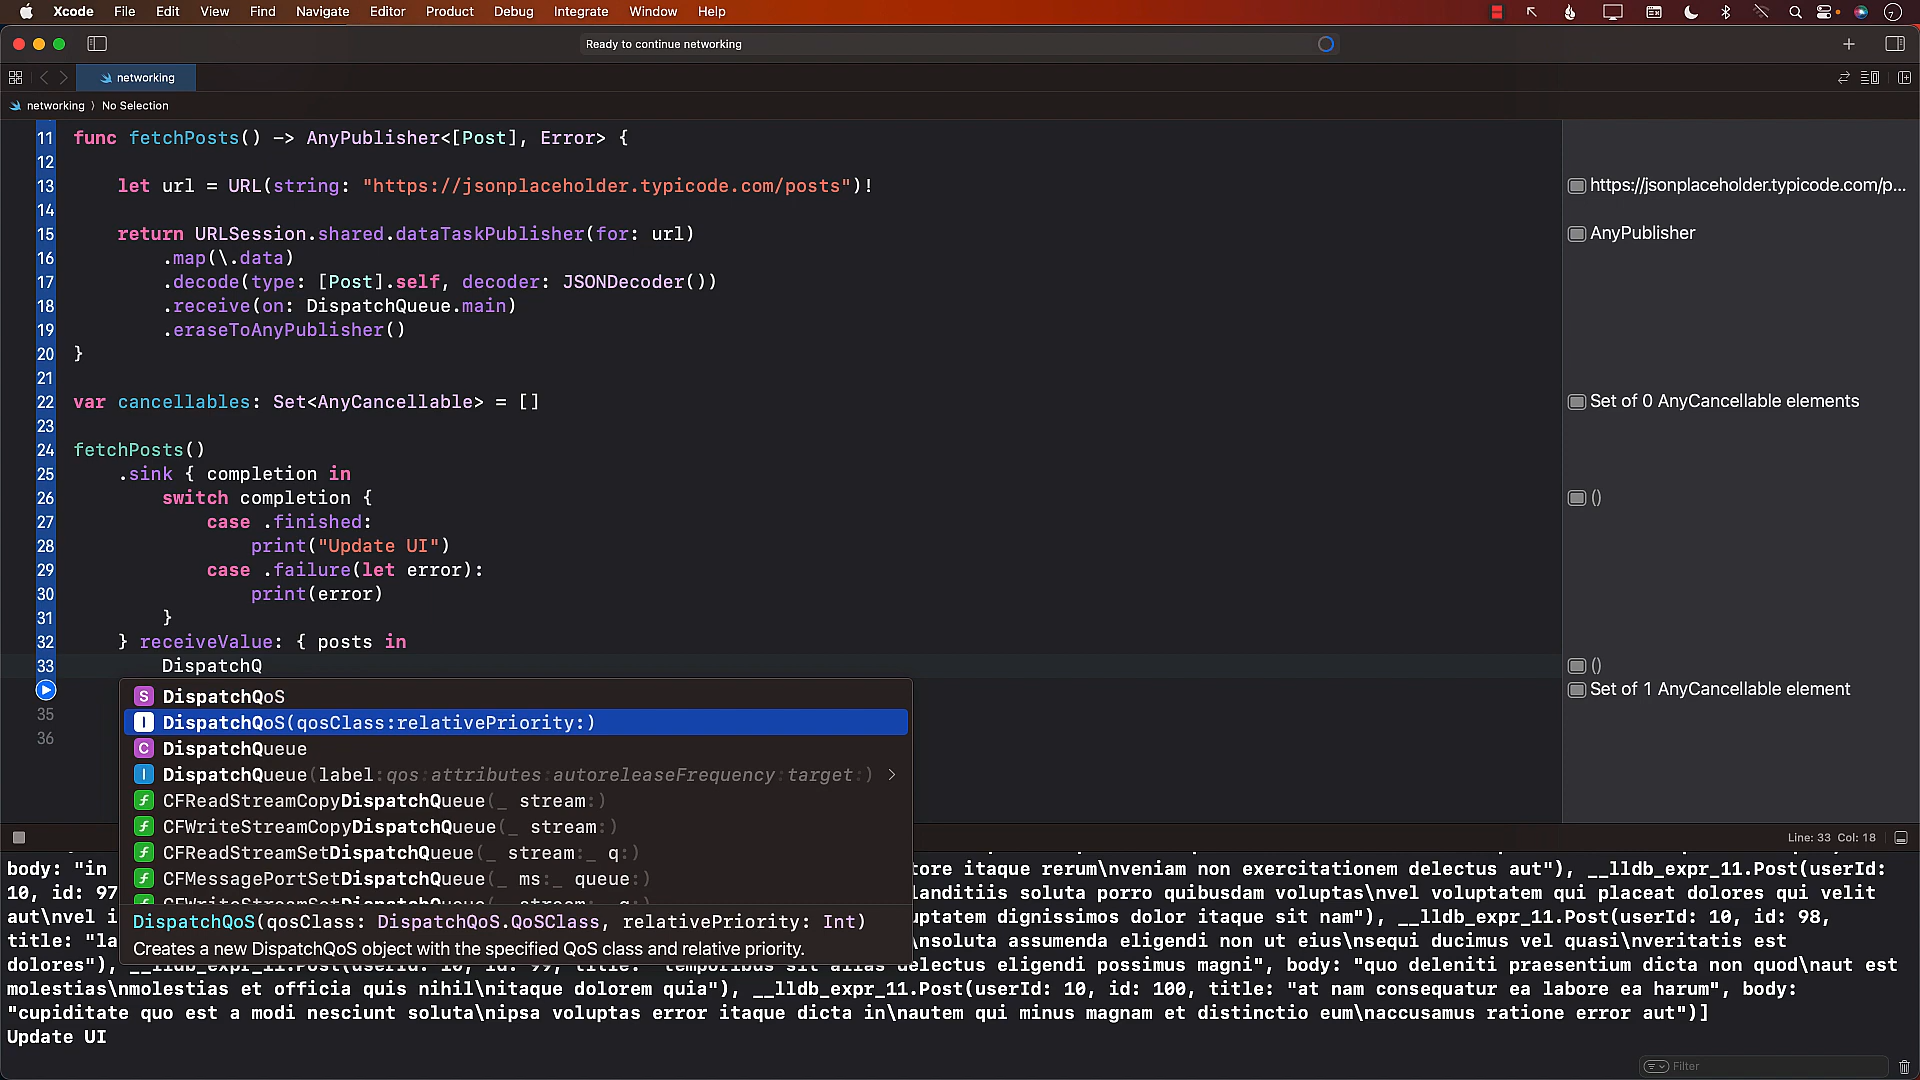 Xcode File Edit View Find Navigate Editor Product Debug Integrate Window Help
Ready to continue networking
networking
networking 〉 No Selection
11 func fetchPosts() -> AnyPublisher<[Post], Error> {
12
13 let url = URL(string: "https://jsonplaceholder.typicode.com/posts")!
https://jsonplaceholder.typicode.com/p...
14
15 return URLSession.shared.dataTaskPublisher(for: url)
AnyPublisher
16 .map(\.data)
17 .decode(type: [Post].self, decoder: JSONDecoder())
18 .receive(on: DispatchQueue.main)
19 .eraseToAnyPublisher()
20 }
21
22 var cancellables: Set<AnyCancellable> = []
Set of 0 AnyCancellable elements
23
24 fetchPosts()
25 .sink { completion in
26 switch completion {
()
27 case .finished:
28 print("Update UI")
29 case .failure(let error):
30 print(error)
31 }
32 } receiveValue: { posts in
33 DispatchQ
()
Set of 1 AnyCancellable element
35
36
S DispatchQoS
I DispatchQoS(qosClass:relativePriority:)
C DispatchQueue
I DispatchQueue(label:qos:attributes:autoreleaseFrequency:target:)
f CFReadStreamCopyDispatchQueue(_ stream:)
f CFWriteStreamCopyDispatchQueue(_ stream:)
f CFReadStreamSetDispatchQueue(_ stream:_ q:)
f CFMessagePortSetDispatchQueue(_ ms:_ queue:)
DispatchQoS(qosClass: DispatchQoS.QoSClass, relativePriority: Int)
Creates a new DispatchQoS object with the specified QoS class and relative priority.
Line: 33 Col: 18
body: "in tore itaque rerum\nveniam non exercitationem delectus aut"), __lldb_expr_11.Post(userId:
10, id: 97 landitiis soluta porro quibusdam voluptas\nvel voluptatem qui placeat dolores qui velit
aut\nvel i uptatem dignissimos dolor itaque sit nam"), __lldb_expr_11.Post(userId: 10, id: 98,
title: "la \nsoluta assumenda eligendi non ut eius\nsequi ducimus vel quasi\nveritatis est
dolores"), __lldb_expr_11.Post(userId: 10, id: 99, title: "temporibus sit alias delectus eligendi possimus magni", body: "quo deleniti praesentium dicta non quod\naut est
molestias\nmolestias et officia quis nihil\nitaque dolorem quia"), __lldb_expr_11.Post(userId: 10, id: 100, title: "at nam consequatur ea labore ea harum", body:
"cupiditate quo est a modi nesciunt soluta\nipsa voluptas error itaque dicta in\nautem qui minus magnam et distinctio eum\naccusamus ratione error aut")]
Update UI
Filter